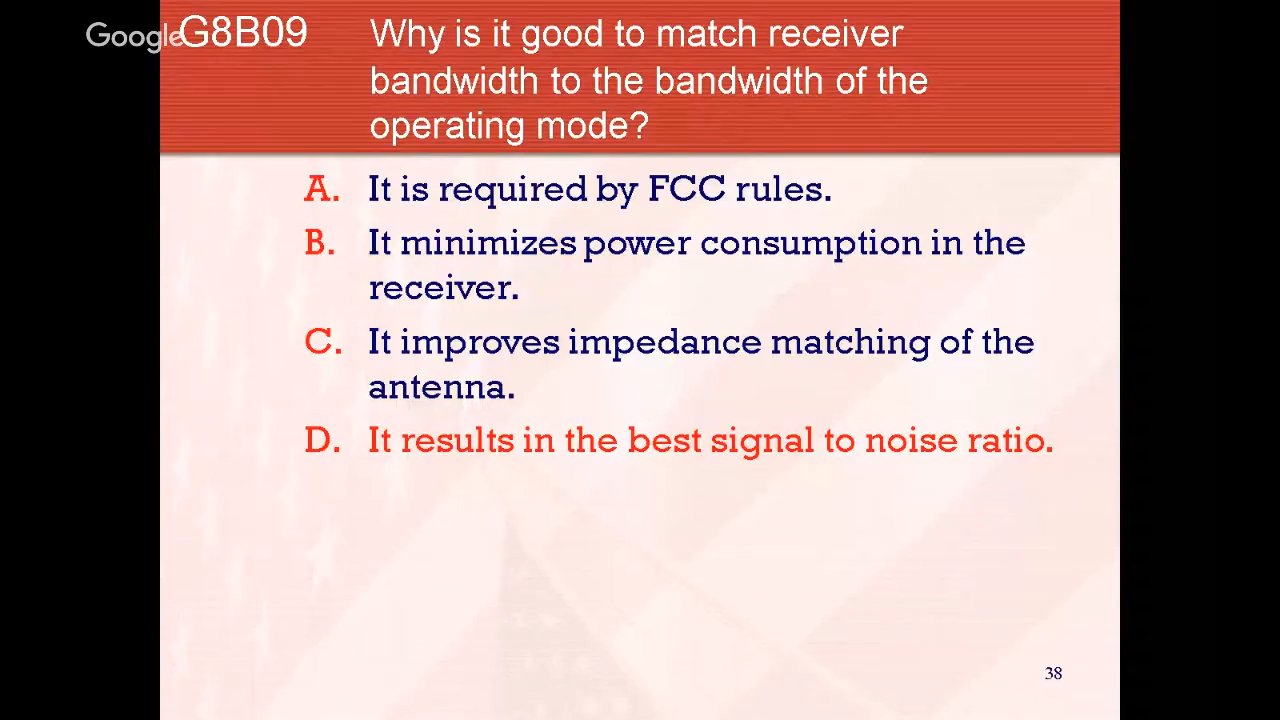 Google
G8B09
Why is it good to match receiver
bandwidth to the bandwidth of the
operating mode?
A. It is required by FCC rules.
B. It minimizes power consumption in the
receiver.
C. It improves impedance matching of the
antenna.
D. It results in the best signal to noise ratio.
38